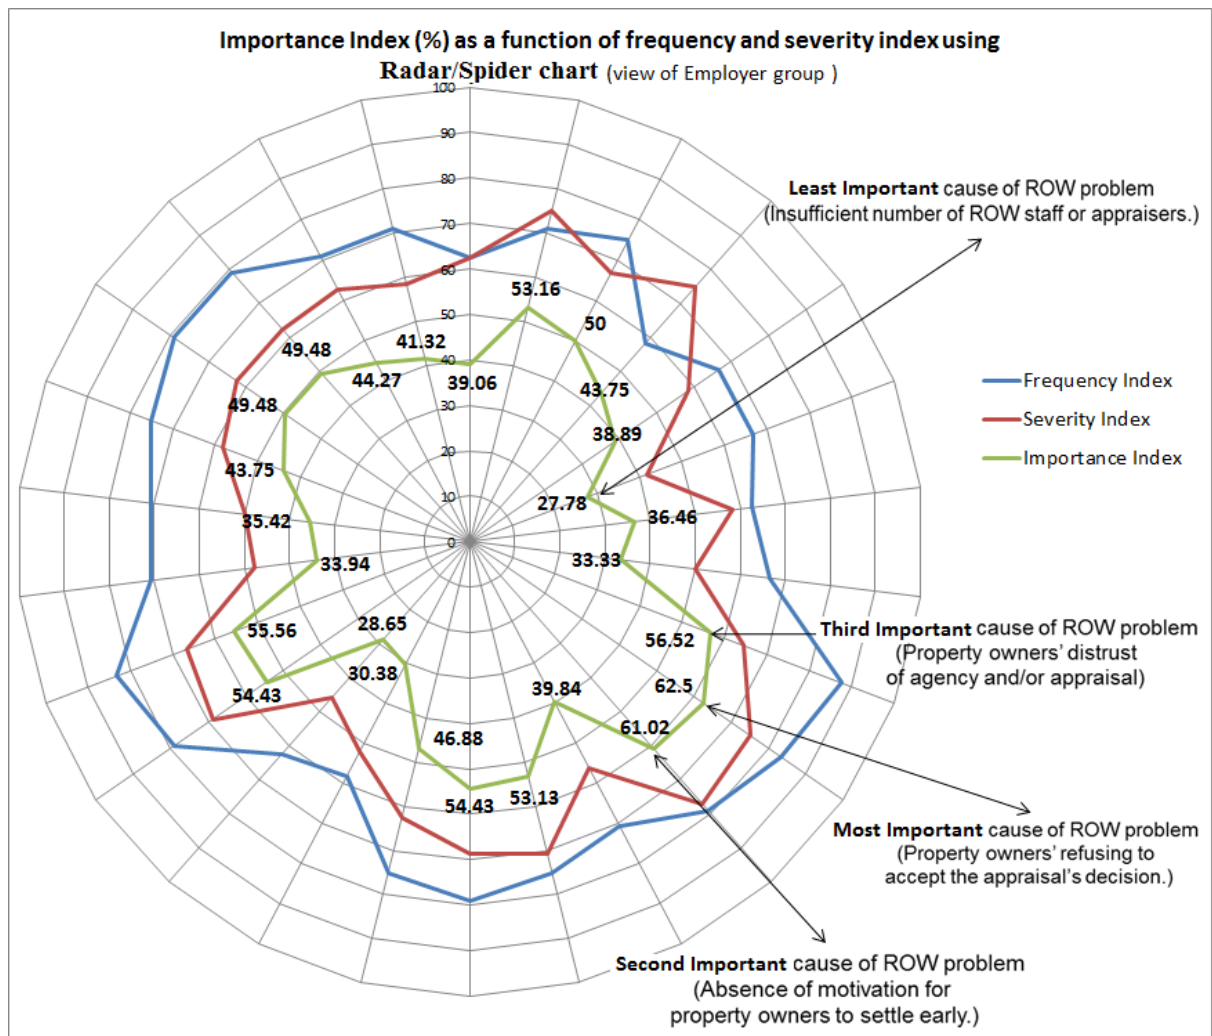 Importance Index (%) as a function of frequency and severity index using
Radar/Spider chart (view of Employer group )
100
90
80
70
60
50
40
30
20
10
0
39.06
53.16
50
43.75
38.89
27.78
36.46
33.33
56.52
62.5
61.02
39.84
53.13
54.43
46.88
30.38
28.65
54.43
55.56
33.94
35.42
43.75
49.48
49.48
44.27
41.32
Least Important cause of ROW problem
(Insufficient number of ROW staff or appraisers.)
Frequency Index
Severity Index
Importance Index
Third Important cause of ROW problem
(Property owners' distrust
of agency and/or appraisal)
Most Important cause of ROW problem
(Property owners' refusing to
accept the appraisal's decision.)
Second Important cause of ROW problem
(Absence of motivation for
property owners to settle early.)